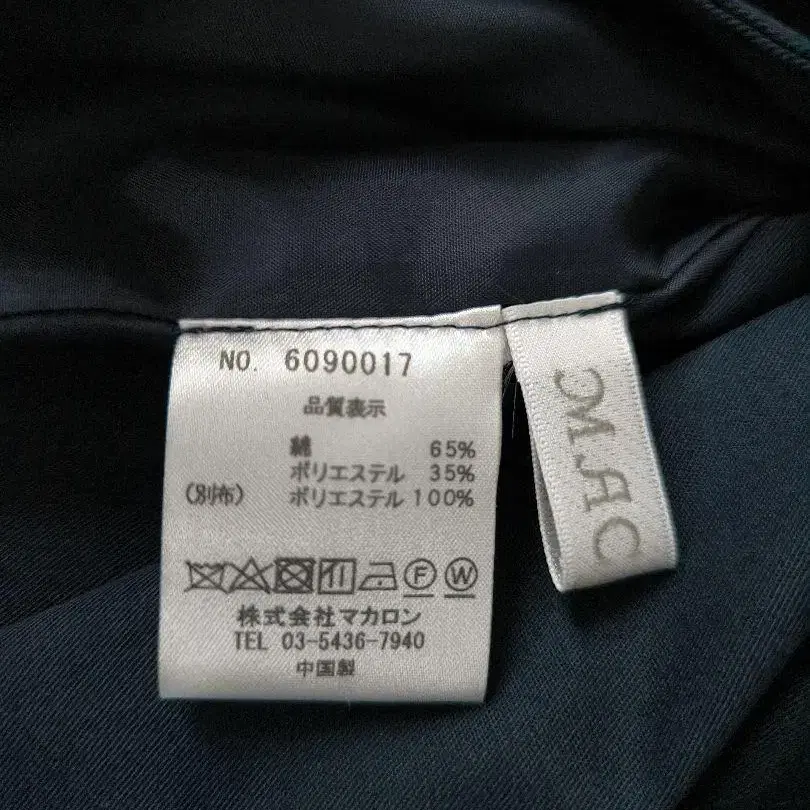 NO. 6090017
品質表示
綿 65%
ポリエステル 35%
(別布) ポリエステル 100%
F W
株式会社マカロン
TEL 03-5436-7940
中国製